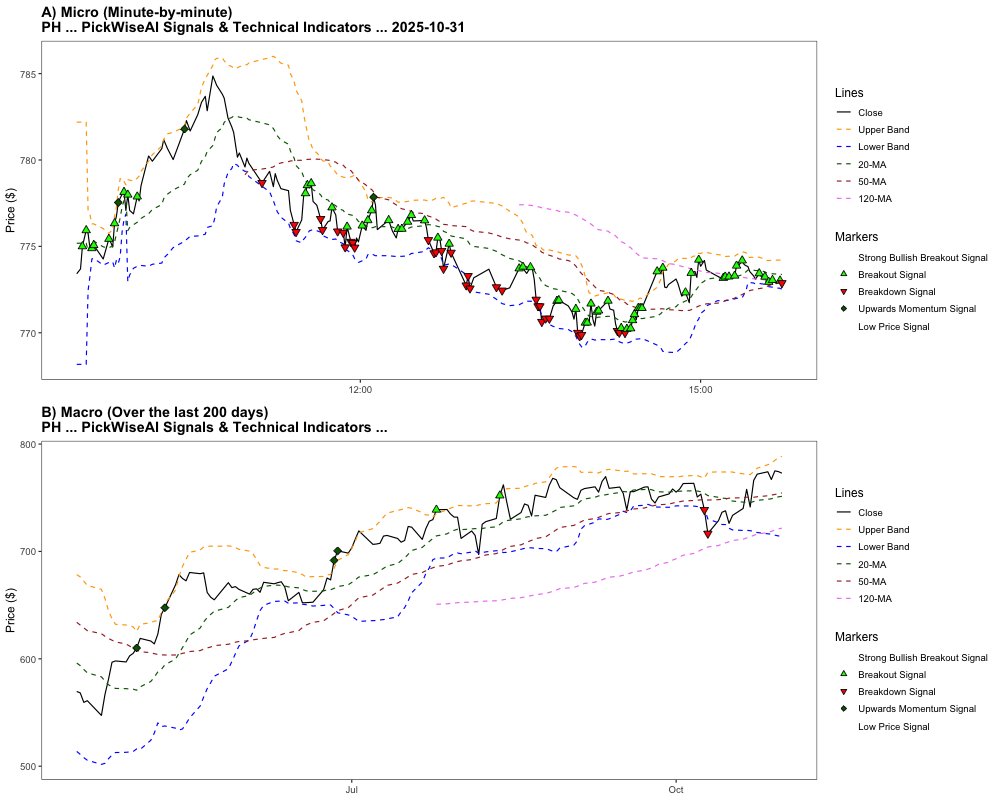 A) Micro (Minute-by-minute)
PH ... PickWiseAI Signals & Technical Indicators ... 2025-10-31
Price ($)
785
780
775
770
12:00
15:00
Lines
Close
Upper Band
Lower Band
20-MA
50-MA
120-MA
Markers
Strong Bullish Breakout Signal
Breakout Signal
Breakdown Signal
Upwards Momentum Signal
Low Price Signal
B) Macro (Over the last 200 days)
PH ... PickWiseAI Signals & Technical Indicators ...
Price ($)
800
700
600
500
Jul
Oct
Lines
Close
Upper Band
Lower Band
20-MA
50-MA
120-MA
Markers
Strong Bullish Breakout Signal
Breakout Signal
Breakdown Signal
Upwards Momentum Signal
Low Price Signal